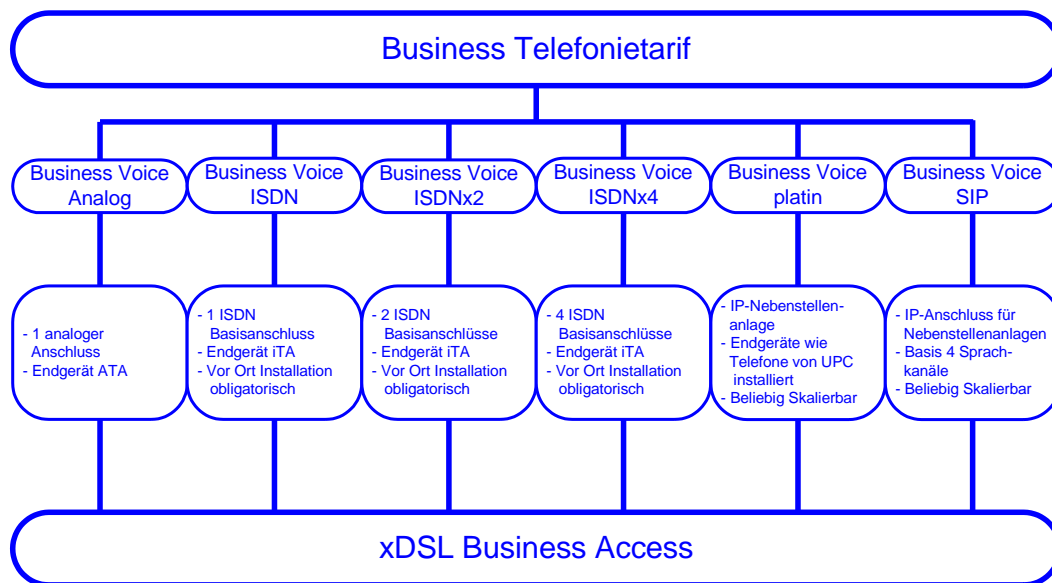 Business Telefonietarif
Business Voice
Analog
Business Voice
ISDN
Business Voice
ISDNx2
Business Voice
ISDNx4
Business Voice
platin
Business Voice
SIP
- 1 analoger
Anschluss
- Endgerät ATA
- 1 ISDN
Basisanschluss
- Endgerät iTA
- Vor Ort Installation
obligatorisch
- 2 ISDN
Basisanschlüsse
- Endgerät iTA
- Vor Ort Installation
obligatorisch
- 4 ISDN
Basisanschlüsse
- Endgerät iTA
- Vor Ort Installation
obligatorisch
- IP-Nebenstellen-
anlage
- Endgeräte wie
Telefone von UPC
installiert
- Beliebig Skalierbar
- IP-Anschluss für
Nebenstellenanlagen
- Basis 4 Sprach-
kanäle
- Beliebig Skalierbar
xDSL Business Access